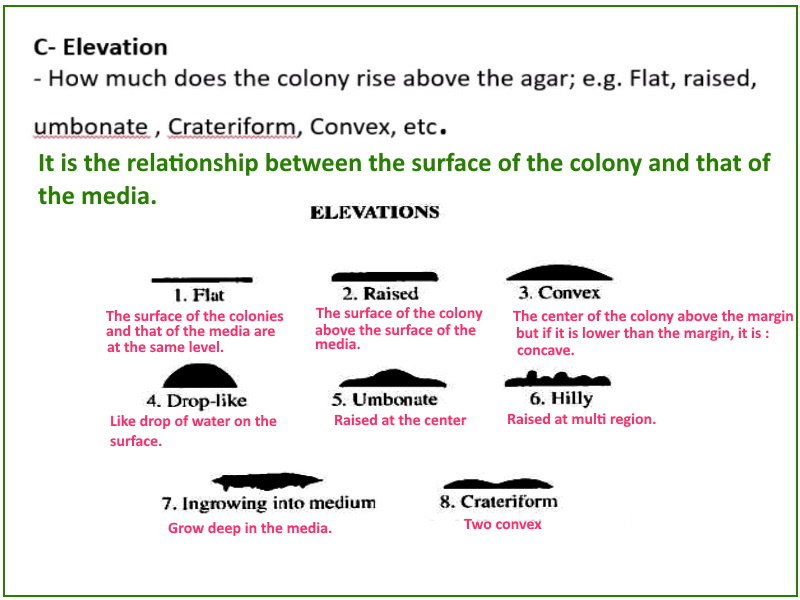 C- Elevation
- How much does the colony rise above the agar; e.g. Flat, raised,
umbonate , Crateriform, Convex, etc.
It is the relationship between the surface of the colony and that of
the media.
ELEVATIONS
1. Flat
The surface of the colonies
and that of the media are
at the same level.
2. Raised
The surface of the colony
above the surface of the
media.
3. Convex
The center of the colony above the margin
but if it is lower than the margin, it is :
concave.
4. Drop-like
Like drop of water on the
surface.
5. Umbonate
Raised at the center
6. Hilly
Raised at multi region.
7. Ingrowing into medium
Grow deep in the media.
8. Crateriform
Two convex